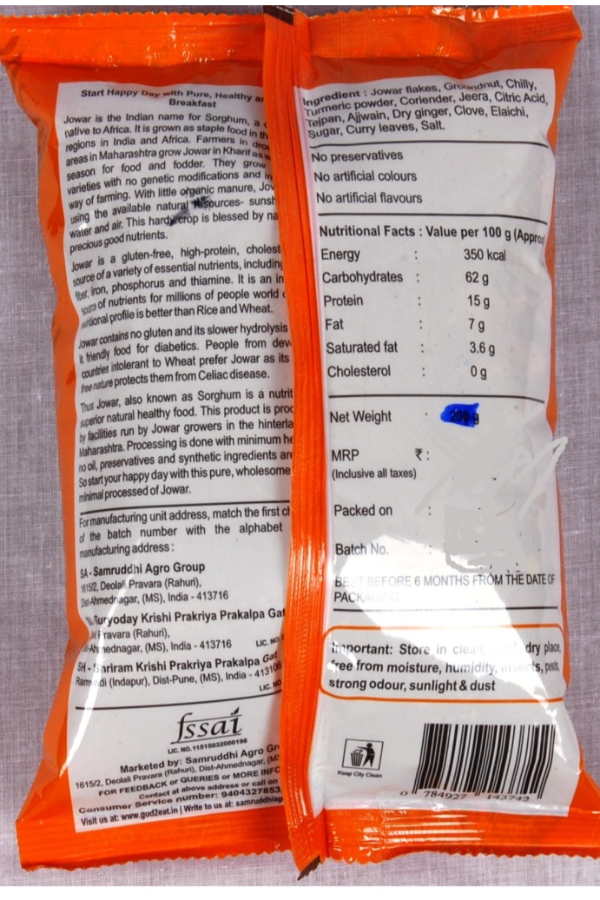 Start Happy Day with Pure, Healthy
Breakfast
Jowar is the Indian name for Sorghum, a
native to Africa. It is grown as staple food in th
regions in India and Africa. Farmers in
areas in Maharashtra grow Jowar in Kharif as
season for food and fodder. They grow
varieties with no genetic modifications and in
way of farming. With little organic manure, Jow
using the available natural resources- sunsh
water and air. This hardy crop is blessed by na
precious good nutrients.
Jowar is a gluten-free, high-protein, cholest
source of a variety of essential nutrients, including
fiber, iron, phosphorus and thiamine. It is an in
source of nutrients for millions of people world
nutritional profile is better than Rice and Wheat.
Jowar contains no gluten and its slower hydrolysis
it friendly food for diabetics. People from dev
countries intolerant to Wheat prefer Jowar as its
free nature protects them from Celiac disease.
Thus Jowar, also known as Sorghum is a nutrit
superior natural healthy food. This product is proc
by facilities run by Jowar growers in the hinterla
Maharashtra. Processing is done with minimum he
no oil, preservatives and synthetic ingredients are
So start your happy day with this pure, wholesome
minimal processed of Jowar.
For manufacturing unit address, match the first ch
of the batch number with the alphabet
manufacturing address :
SA - Samruddhi Agro Group
1615/2, Deolali Pravara (Rahuri),
Dist-Ahmednagar, (MS), India - 413716
Suryoday Krishi Prakriya Prakalpa Gat
Pravara (Rahuri),
Ahmednagar, (MS), India - 413716 LIC. NO.
SH - Shriram Krishi Prakriya Prakalpa Gat
(Indapur), Dist-Pune, (MS), India - 413106
LIC. NO
fssai
LIC. NO. 11515032000196
Marketed by: Samruddhi Agro Gr
1615/2, Deolali Pravara (Rahuri), Dist-Ahmednagar, (M
FOR FEEDBACK or QUERIES or MORE INFO
Contact at above address or call on
Consumer Service number: 9404327853
Visit us at: www.god2eat.in | Write to us at: samruddhiag
Ingredient : Jowar flakes, Groundnut, Chilly,
Turmeric powder, Coriender, Jeera, Citric Acid,
Tejpan, Ajjwain, Dry ginger, Clove, Elaichi,
Sugar, Curry leaves, Salt.
No preservatives
No artificial colours
No artificial flavours
Nutritional Facts : Value per 100 g (Approx
Energy : 350 kcal
Carbohydrates : 62 g
Protein : 15 g
Fat : 7 g
Saturated fat : 3.6 g
Cholesterol : 0 g
Net Weight : 200 g
MRP ₹ :
(Inclusive all taxes)
Packed on :
Batch No. :
BEST BEFORE 6 MONTHS FROM THE DATE OF
PACKAGING
Important: Store in clean, dry place,
free from moisture, humidity, insects, pests,
strong odour, sunlight & dust
Keep City Clean
0 784927 143742